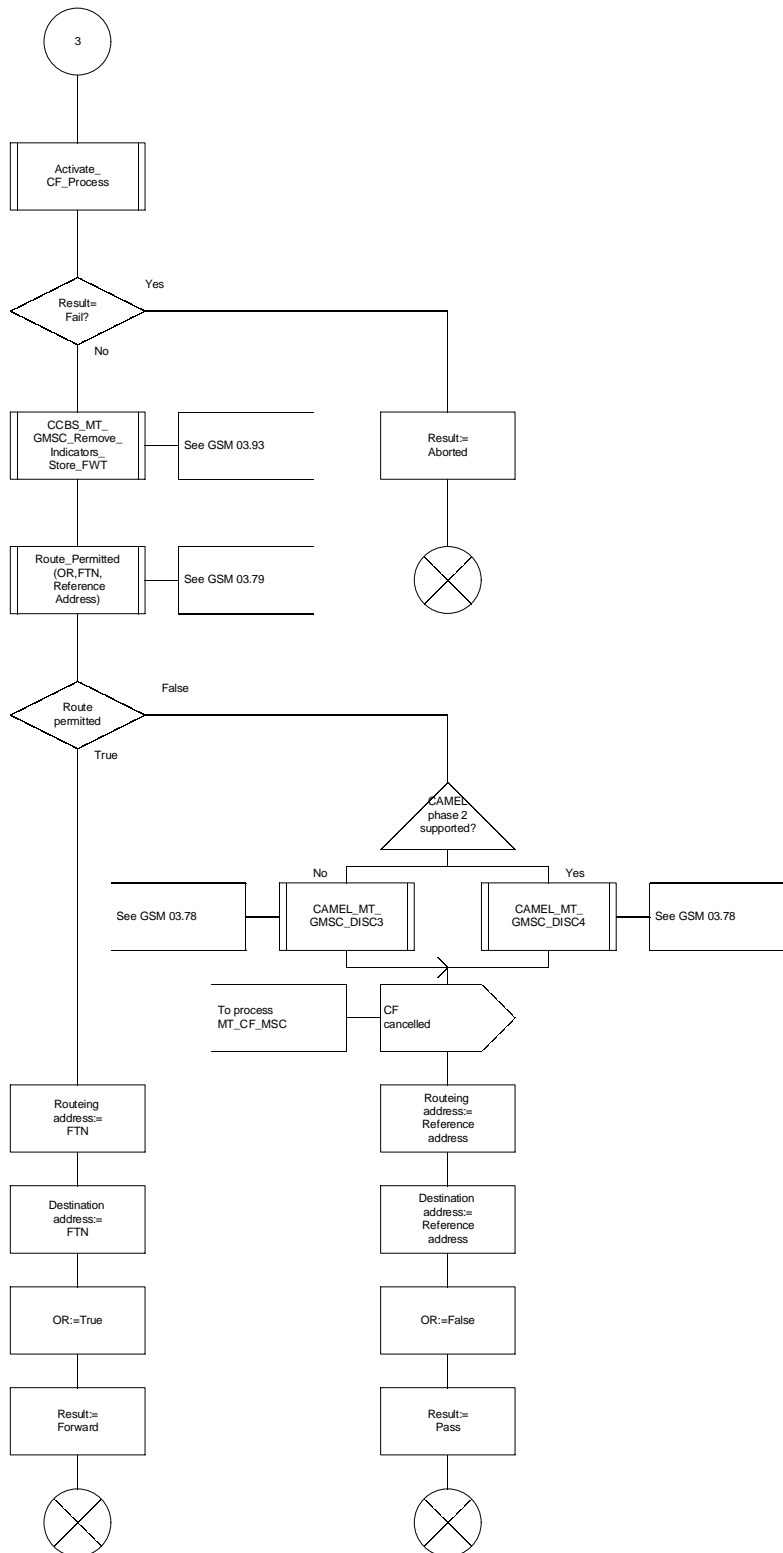 3
Activate_
CF_Process
Yes
Result=
Fail?
No
CCBS_MT_
GMSC_Remove_
Indicators_
Store_FWT
See GSM 03.93
Result:=
Aborted
Route_Permitted
(OR,FTN,
Reference
Address)
See GSM 03.79
False
Route
permitted
True
CAMEL
phase 2
supported?
No
Yes
See GSM 03.78
CAMEL_MT_
GMSC_DISC3
CAMEL_MT_
GMSC_DISC4
See GSM 03.78
To process
MT_CF_MSC
CF
cancelled
Routeing
address:=
FTN
Routeing
address:=
Reference
address
Destination
address:=
FTN
Destination
address:=
Reference
address
OR:=True
OR:=False
Result:=
Forward
Result:=
Pass